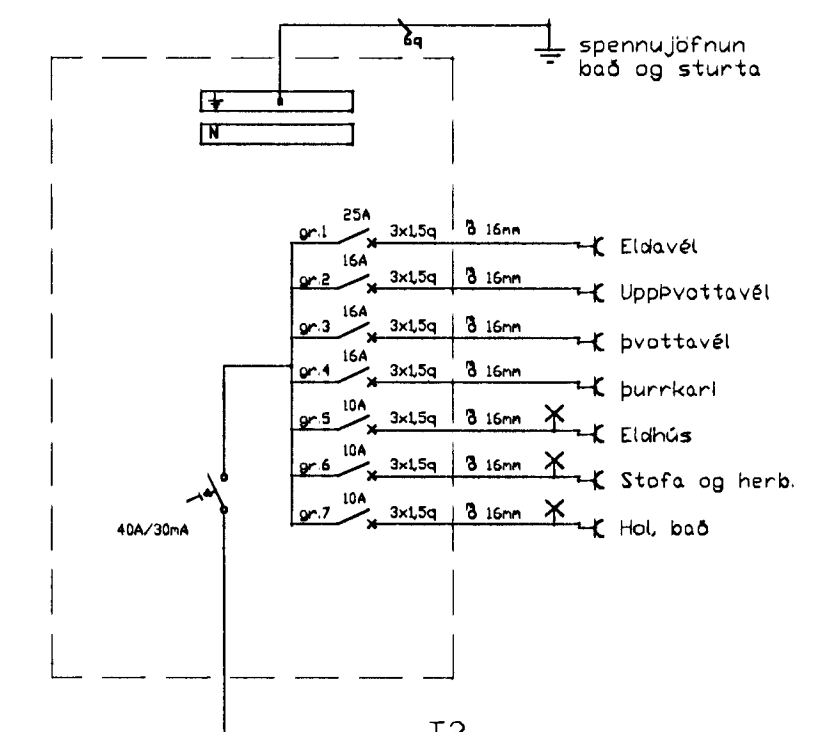 6q
spennujöfnun
bað og sturta
N
25A
gr.1 3x1,5q 16mm Eldavél
16A
gr.2 3x1,5q 16mm Uppþvottavél
16A
gr.3 3x1,5q 16mm þvottavél
16A
gr.4 3x1,5q 16mm þurrkari
10A
gr.5 3x1,5q 16mm Eldhús
10A
gr.6 3x1,5q 16mm Stofa og herb.
10A
gr.7 3x1,5q 16mm Hol, bað
40A/30mA